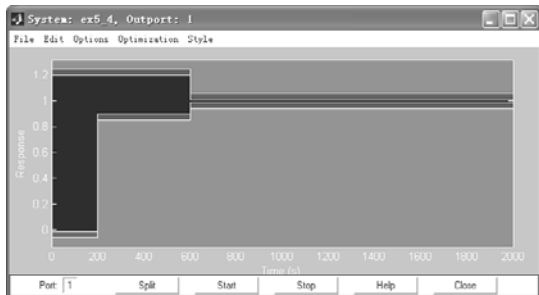 System: ex5_4, Outport: 1
File Edit Options Optimization Style
1.2
1
0.8
0.6
0.4
0.2
0
Response
0 200 400 600 800 1000 1200 1400 1600 1800 2000
Time (s)
Port: 1 Split Start Stop Help Close